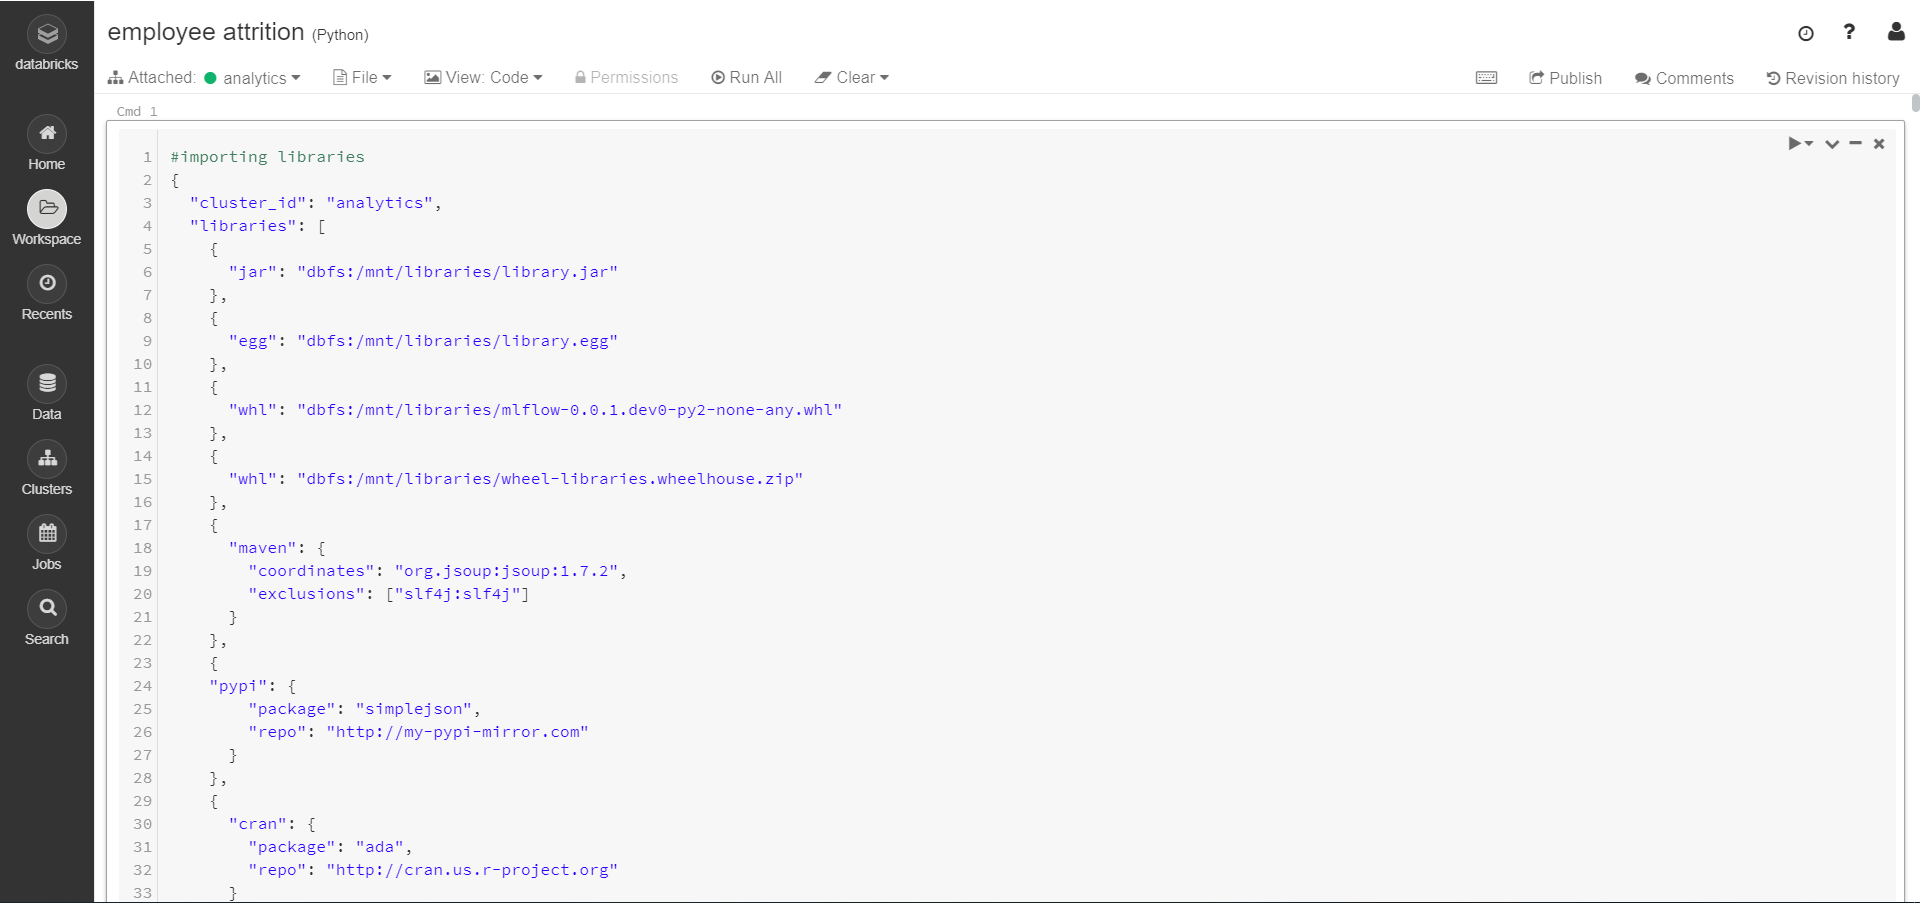 databricks
Home
Workspace
Recents
Data
Clusters
Jobs
Search
employee attrition (Python)
Attached: analytics File View: Code Permissions Run All Clear Publish Comments Revision history
Cmd 1
1 #importing libraries
2 {
3 "cluster_id": "analytics",
4 "libraries": [
5 {
6 "jar": "dbfs:/mnt/libraries/library.jar"
7 },
8 {
9 "egg": "dbfs:/mnt/libraries/library.egg"
10 },
11 {
12 "whl": "dbfs:/mnt/libraries/mlflow-0.0.1.dev0-py2-none-any.whl"
13 },
14 {
15 "whl": "dbfs:/mnt/libraries/wheel-libraries.wheelhouse.zip"
16 },
17 {
18 "maven": {
19 "coordinates": "org.jsoup:jsoup:1.7.2",
20 "exclusions": ["slf4j:slf4j"]
21 }
22 },
23 {
24 "pypi": {
25 "package": "simplejson",
26 "repo": "http://my-pypi-mirror.com"
27 }
28 },
29 {
30 "cran": {
31 "package": "ada",
32 "repo": "http://cran.us.r-project.org"
33 }